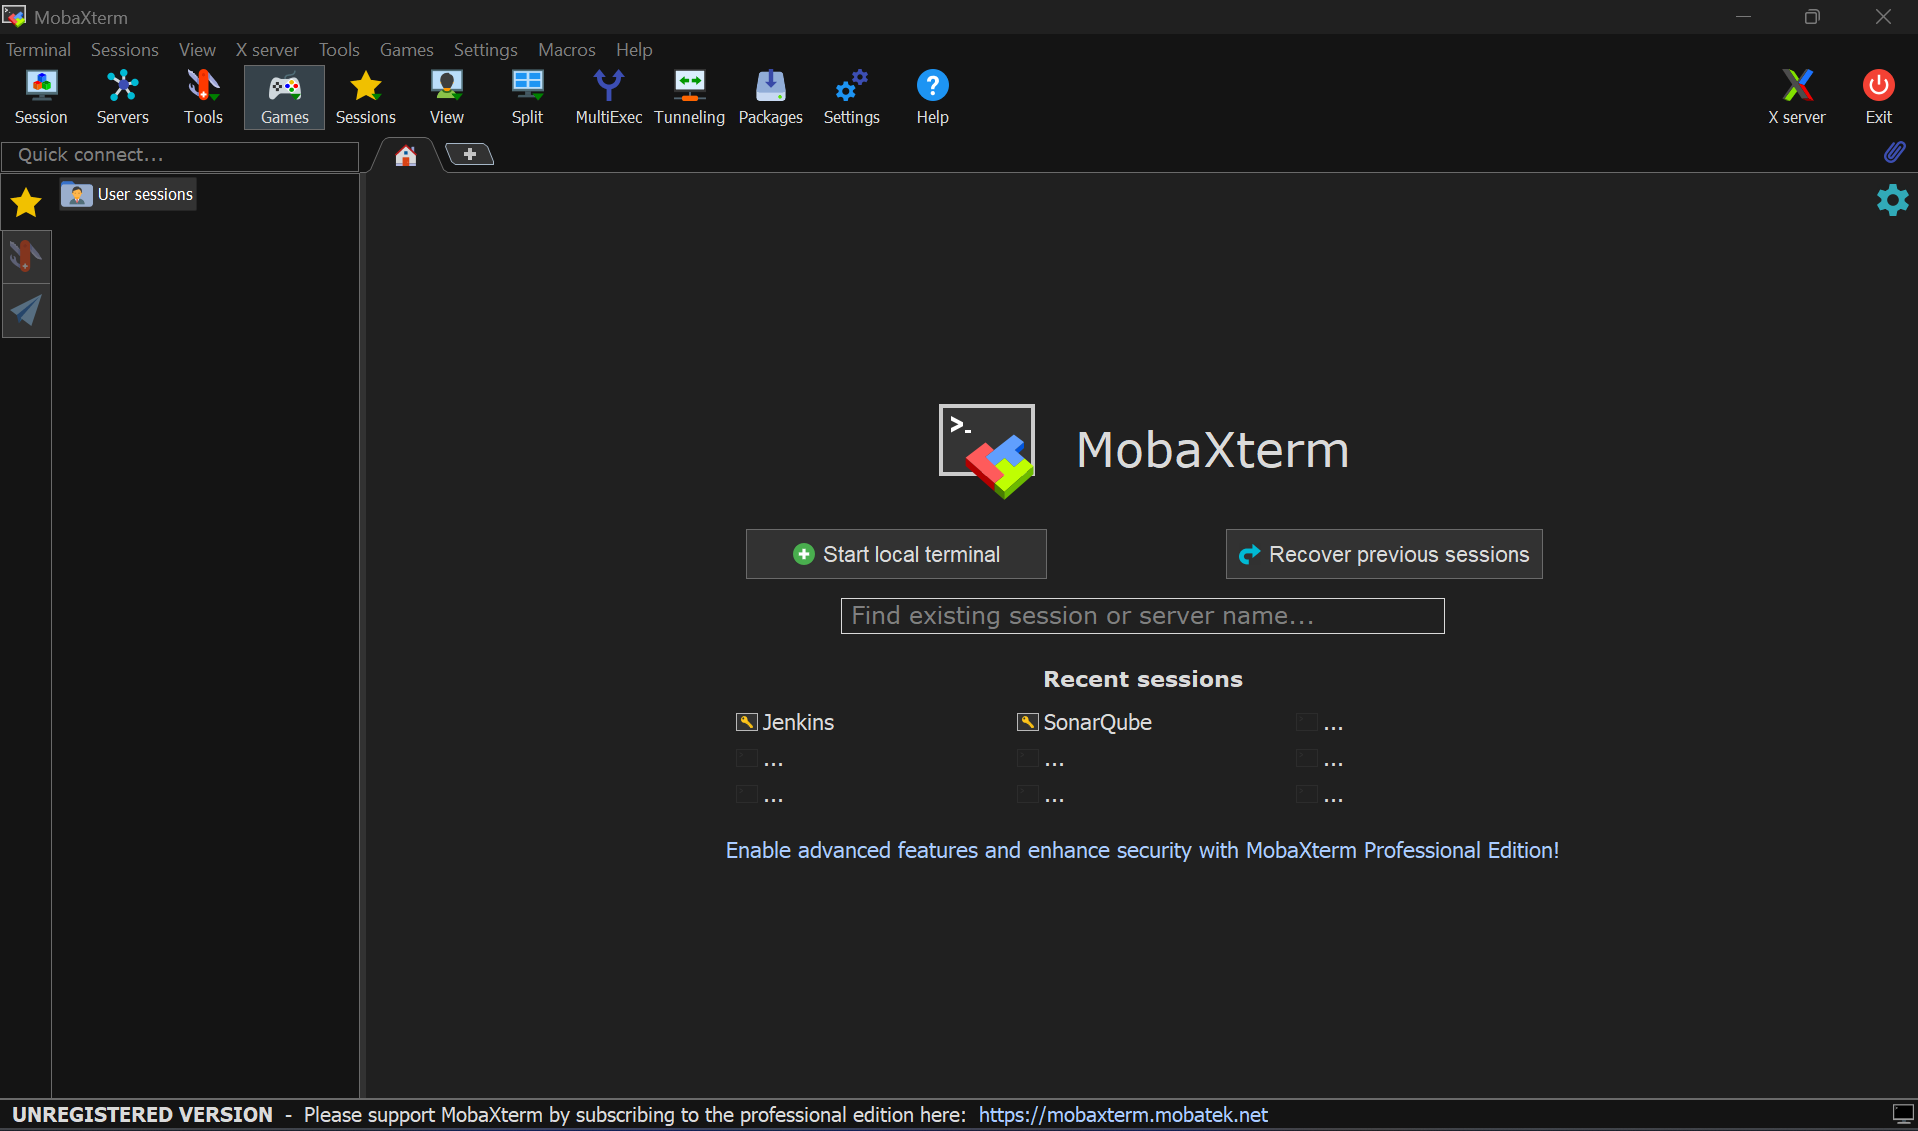 MobaXterm
Terminal Sessions View X server Tools Games Settings Macros Help
Session Servers Tools Games Sessions View Split MultiExec Tunneling Packages Settings Help X server Exit
Quick connect...
User sessions
>_
MobaXterm
Start local terminal Recover previous sessions
Find existing session or server name...
Recent sessions
Jenkins SonarQube ...
... ... ...
... ... ...
Enable advanced features and enhance security with MobaXterm Professional Edition!
UNREGISTERED VERSION - Please support MobaXterm by subscribing to the professional edition here: https://mobaxterm.mobatek.net